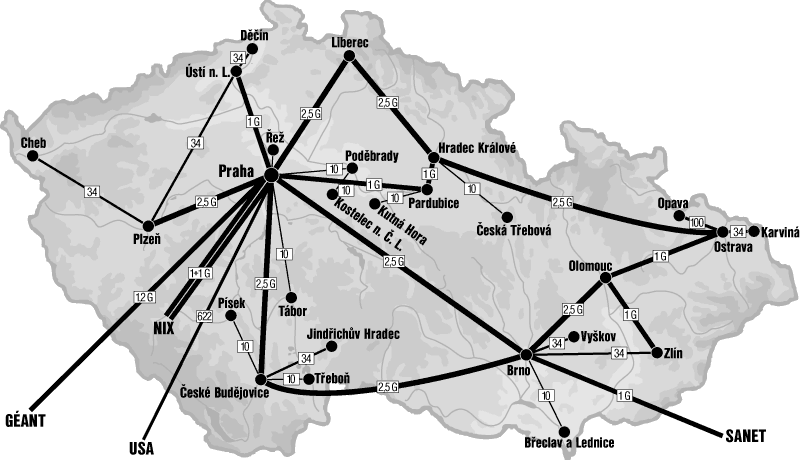 Děčín
34
Ústí n. L.
Liberec
2,5 G
2,5 G
1 G
Řež
34
Cheb
Praha
10
Poděbrady
Hradec Králové
1 G
34
2,5 G
10
1 G
10
Pardubice
10
Kostelec n. Č. L.
Kutná Hora
Česká Třebová
2,5 G
Opava
100
34
Karviná
Ostrava
Plzeň
10
2,5 G
1 G
Olomouc
1+1 G
2,5 G
12 G
622
Písek
Tábor
NIX
2,5 G
1 G
10
Jindřichův Hradec
34
34
Vyškov
34
Zlín
Brno
10
Třeboň
České Budějovice
2,5 G
10
1 G
GÉANT
USA
SANET
Břeclav a Lednice